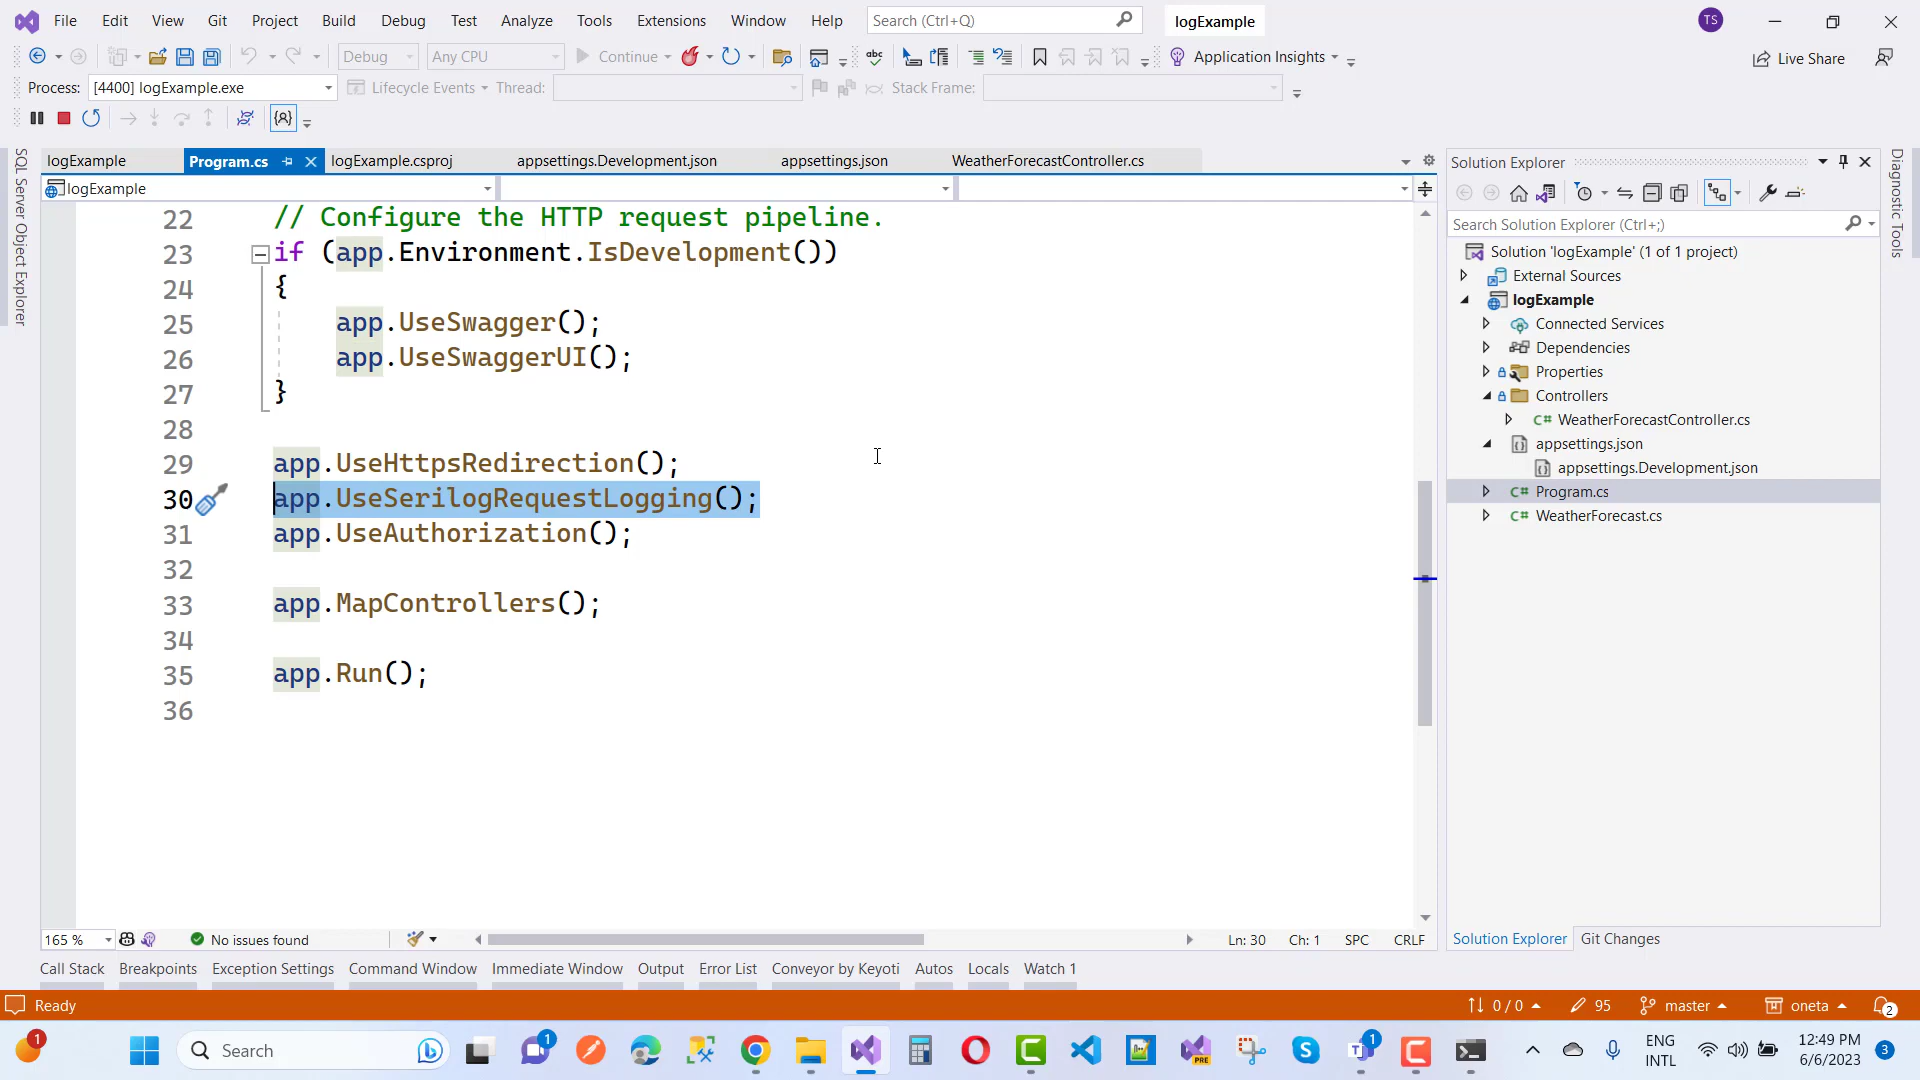 File Edit View Git Project Build Debug Test Analyze Tools Extensions Window Help Search (Ctrl+Q) logExample TS
Debug Any CPU Continue abc Application Insights Live Share
Process: [4400] logExample.exe Lifecycle Events Thread: Stack Frame:
SQL Server Object Explorer
logExample Program.cs logExample.csproj appsettings.Development.json appsettings.json WeatherForecastController.cs
logExample
22 // Configure the HTTP request pipeline.
23 if (app.Environment.IsDevelopment())
24 {
25 app.UseSwagger();
26 app.UseSwaggerUI();
27 }
28
29 app.UseHttpsRedirection();
30 app.UseSerilogRequestLogging();
31 app.UseAuthorization();
32
33 app.MapControllers();
34
35 app.Run();
36
165 % No issues found Ln: 30 Ch: 1 SPC CRLF
Solution Explorer
Search Solution Explorer (Ctrl+;)
Solution 'logExample' (1 of 1 project)
External Sources
logExample
Connected Services
Dependencies
Properties
Controllers
C# WeatherForecastController.cs
appsettings.json
appsettings.Development.json
C# Program.cs
C# WeatherForecast.cs
Solution Explorer Git Changes
Diagnostic Tools
Call Stack Breakpoints Exception Settings Command Window Immediate Window Output Error List Conveyor by Keyoti Autos Locals Watch 1
Ready 0 / 0 95 master oneta 2
1 Search 1 PRE 1 ENG
INTL 12:49 PM
6/6/2023 3